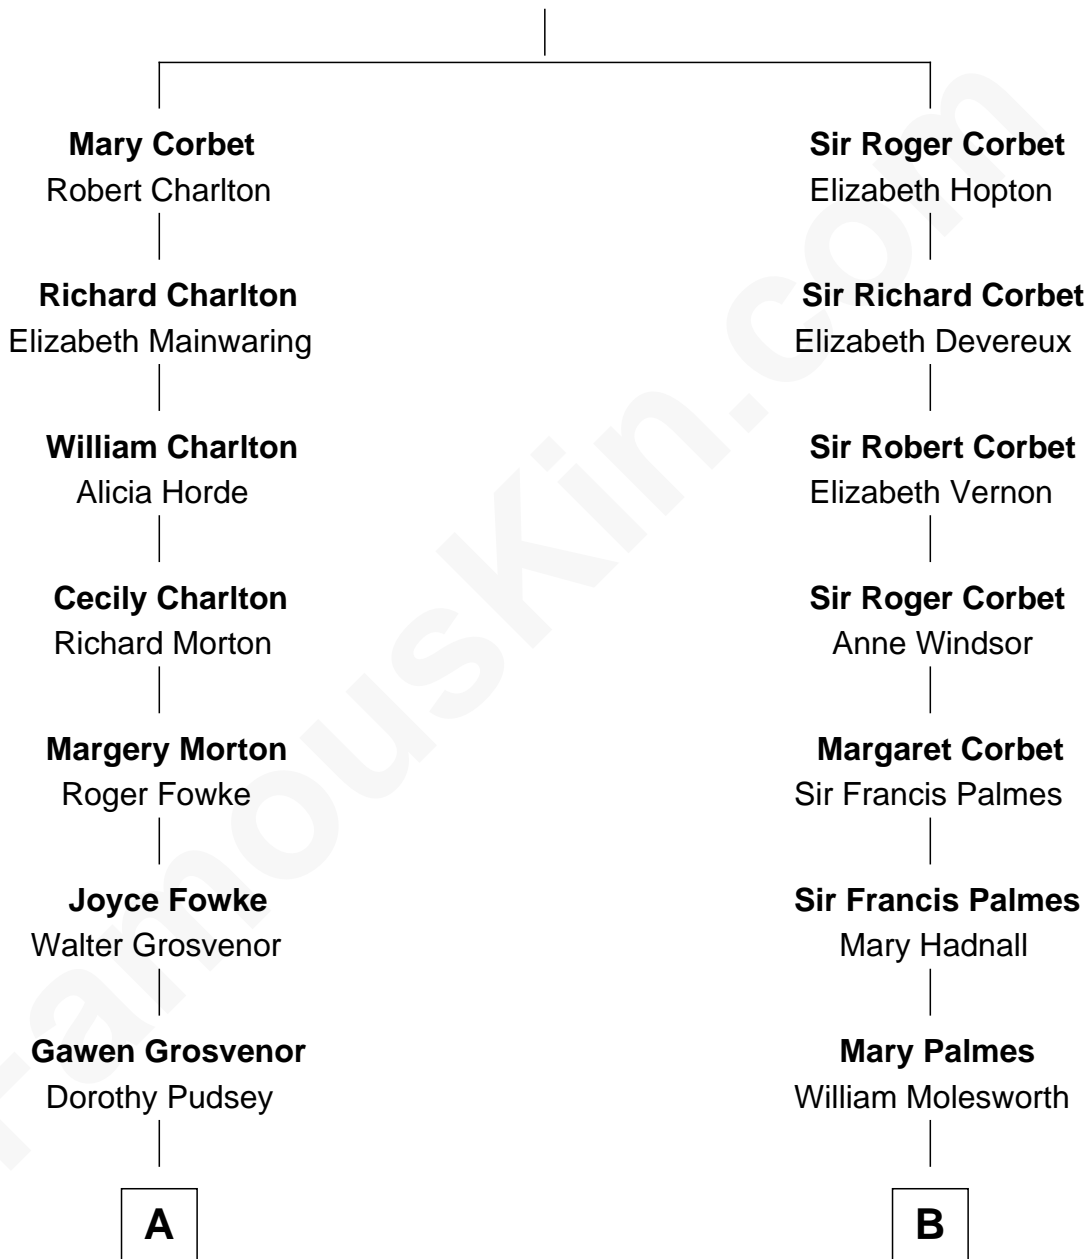 Mary Corbet
Robert Charlton
Richard Charlton
Elizabeth Mainwaring
William Charlton
Alicia Horde
Cecily Charlton
Richard Morton
Margery Morton
Roger Fowke
Joyce Fowke
Walter Grosvenor
Gawen Grosvenor
Dorothy Pudsey
A
Sir Roger Corbet
Elizabeth Hopton
Sir Richard Corbet
Elizabeth Devereux
Sir Robert Corbet
Elizabeth Vernon
Sir Roger Corbet
Anne Windsor
Margaret Corbet
Sir Francis Palmes
Sir Francis Palmes
Mary Hadnall
Mary Palmes
William Molesworth
B
FamousKin.com